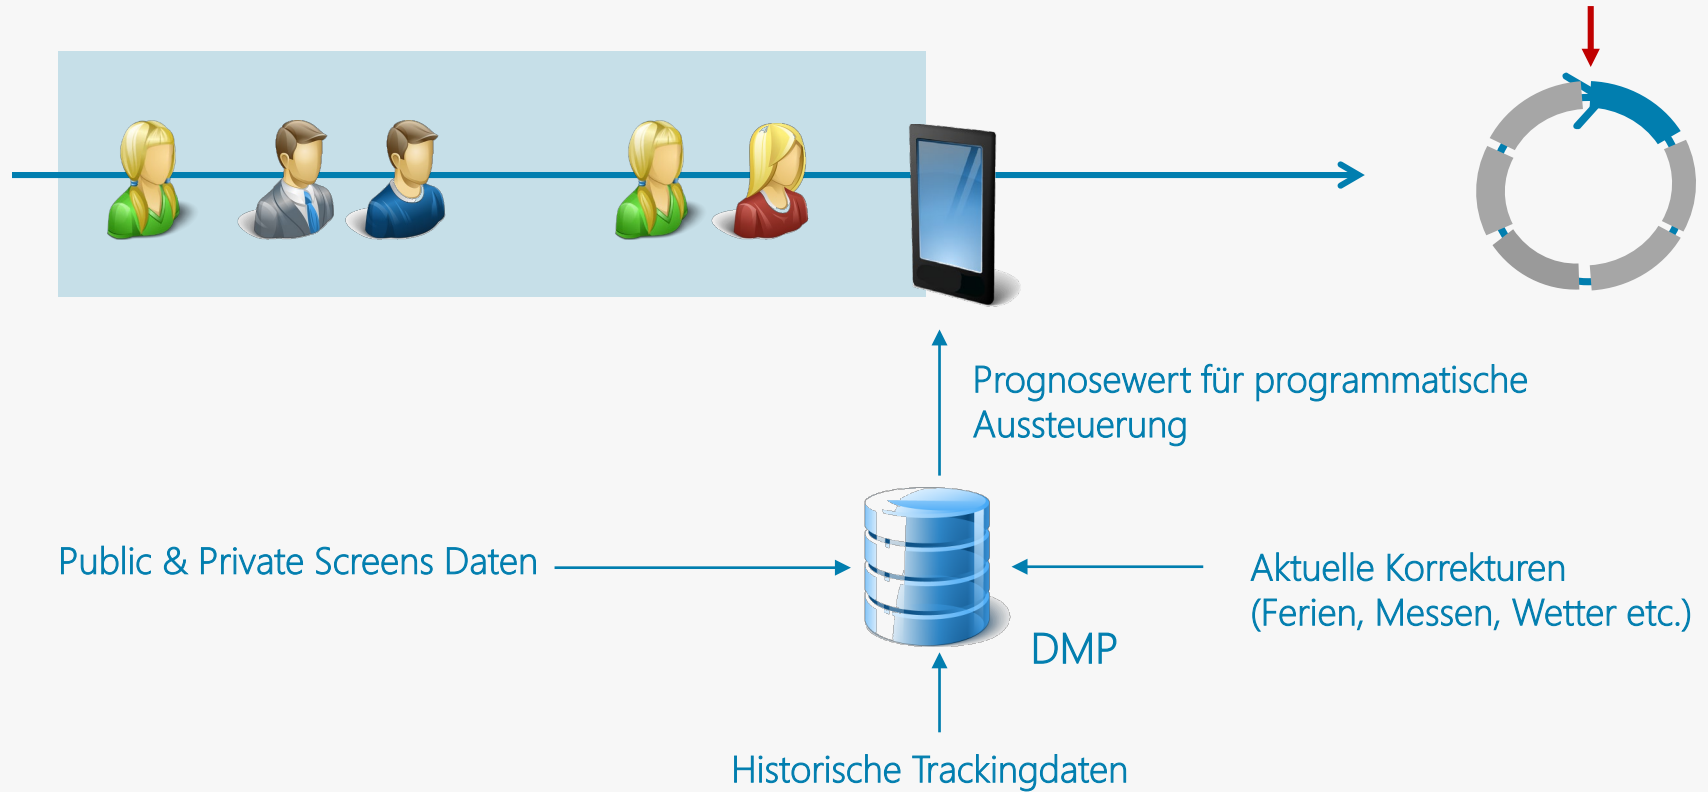 Prognosewert für programmatische
Aussteuerung
Public & Private Screens Daten
Aktuelle Korrekturen
(Ferien, Messen, Wetter etc.)
DMP
Historische Trackingdaten